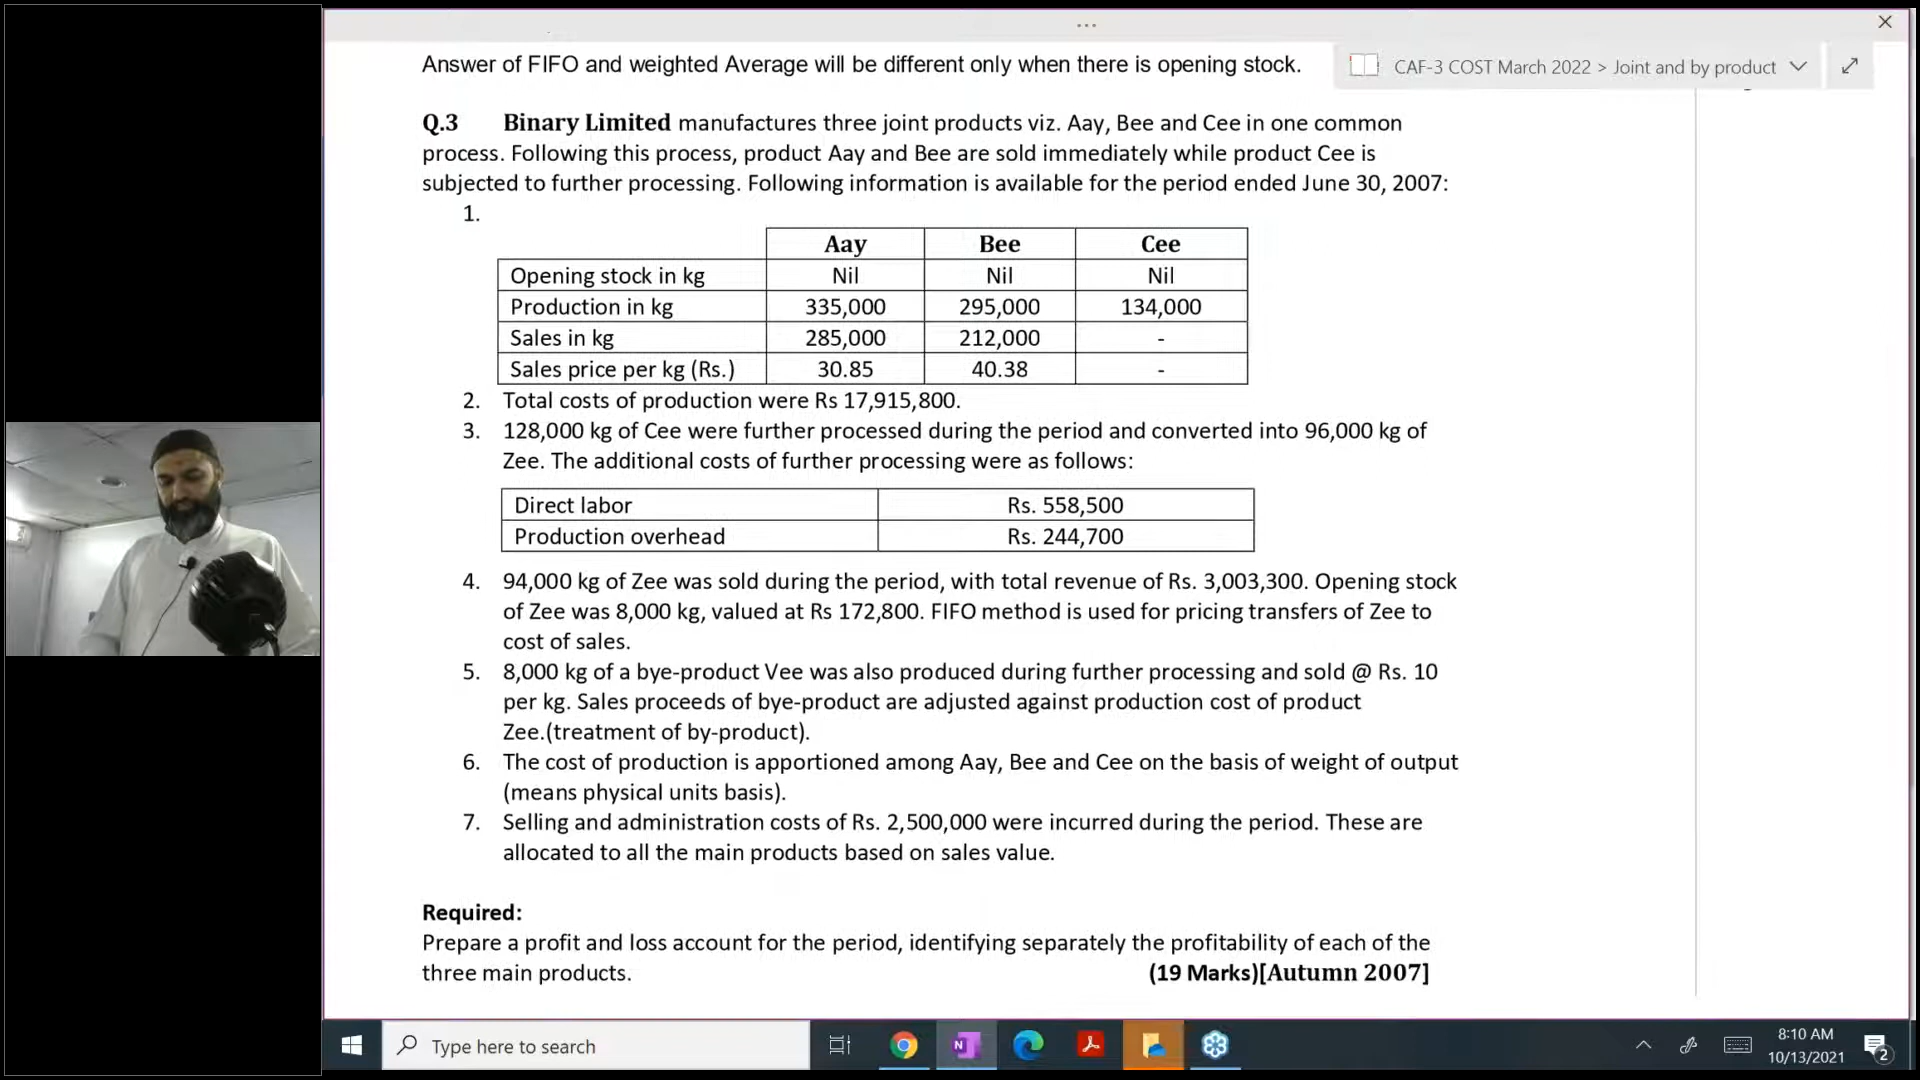 ...
Answer of FIFO and weighted Average will be different only when there is opening stock.
CAF-3 COST March 2022 > Joint and by product
Q.3 Binary Limited manufactures three joint products viz. Aay, Bee and Cee in one common
process. Following this process, product Aay and Bee are sold immediately while product Cee is
subjected to further processing. Following information is available for the period ended June 30, 2007:
1.
Aay Bee Cee
Opening stock in kg Nil Nil Nil
Production in kg 335,000 295,000 134,000
Sales in kg 285,000 212,000 -
Sales price per kg (Rs.) 30.85 40.38 -
2. Total costs of production were Rs 17,915,800.
3. 128,000 kg of Cee were further processed during the period and converted into 96,000 kg of
Zee. The additional costs of further processing were as follows:
Direct labor Rs. 558,500
Production overhead Rs. 244,700
4. 94,000 kg of Zee was sold during the period, with total revenue of Rs. 3,003,300. Opening stock
of Zee was 8,000 kg, valued at Rs 172,800. FIFO method is used for pricing transfers of Zee to
cost of sales.
5. 8,000 kg of a bye-product Vee was also produced during further processing and sold @ Rs. 10
per kg. Sales proceeds of bye-product are adjusted against production cost of product
Zee.(treatment of by-product).
6. The cost of production is apportioned among Aay, Bee and Cee on the basis of weight of output
(means physical units basis).
7. Selling and administration costs of Rs. 2,500,000 were incurred during the period. These are
allocated to all the main products based on sales value.
Required:
Prepare a profit and loss account for the period, identifying separately the profitability of each of the
three main products. (19 Marks)[Autumn 2007]
Type here to search
N
8:10 AM
10/13/2021
2